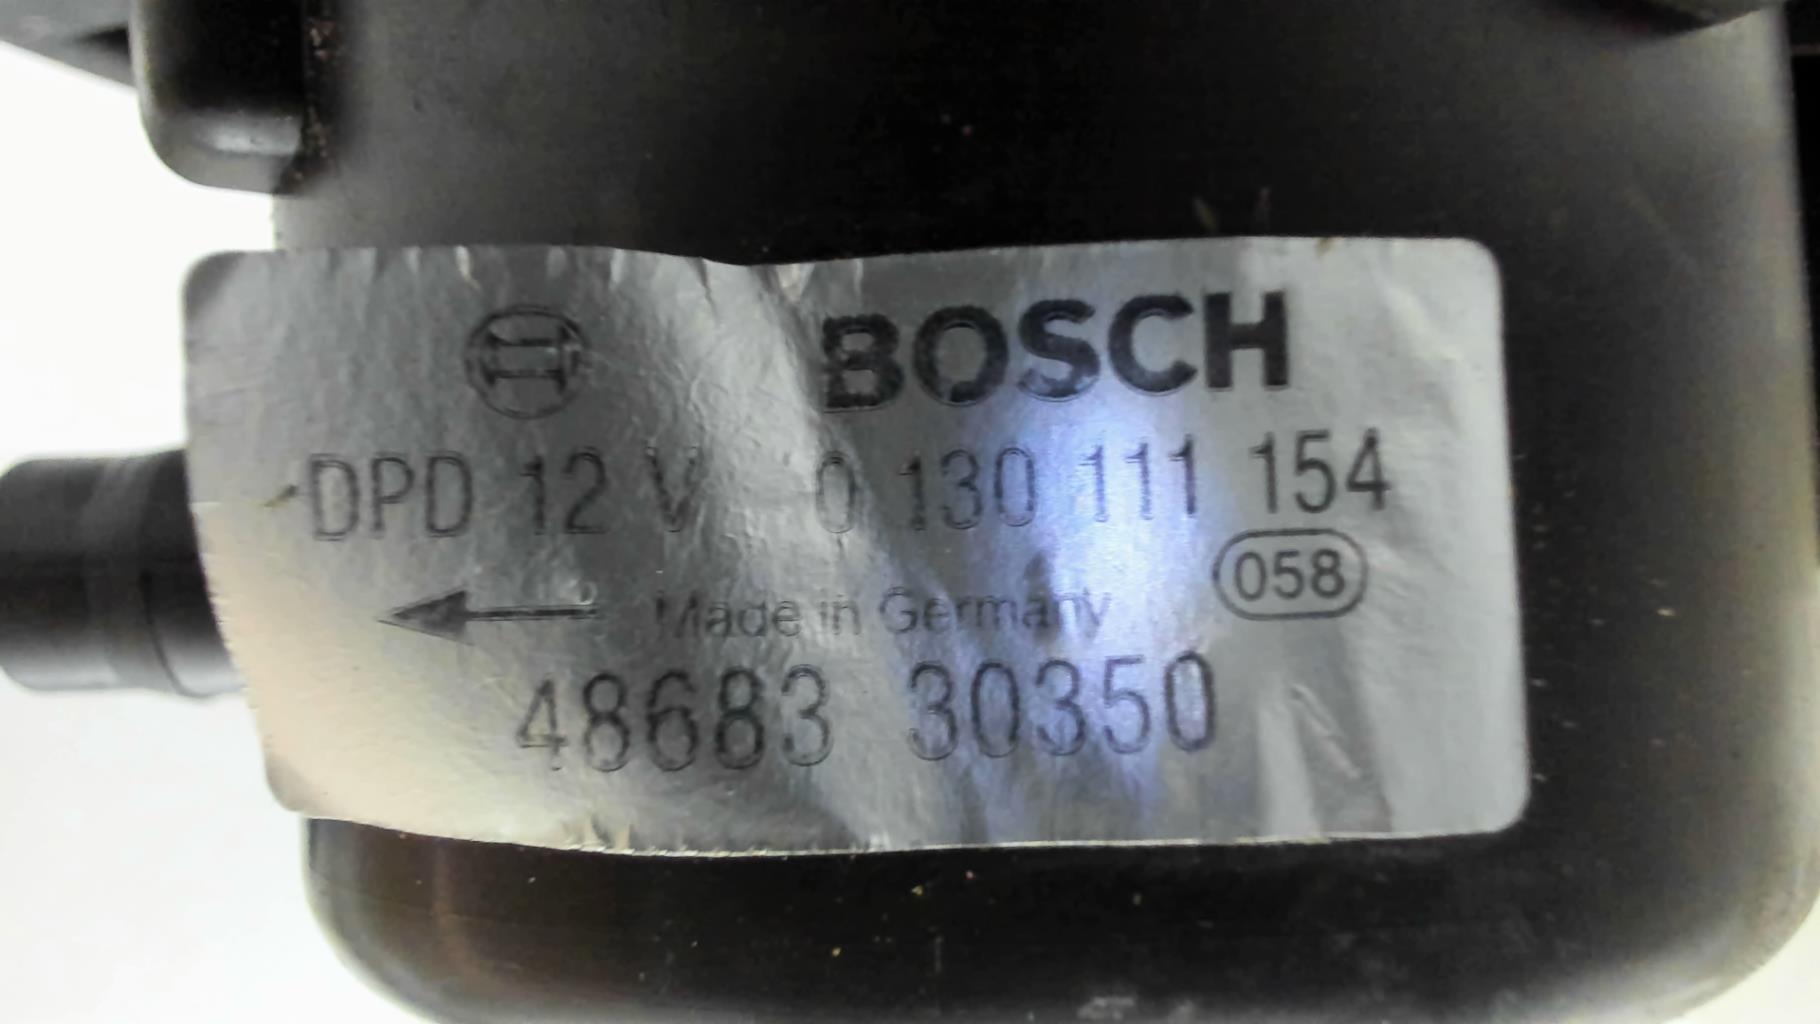 BOSCH
DPD 12 V 0 130 111 154
Made in Germany 058
48683 30350